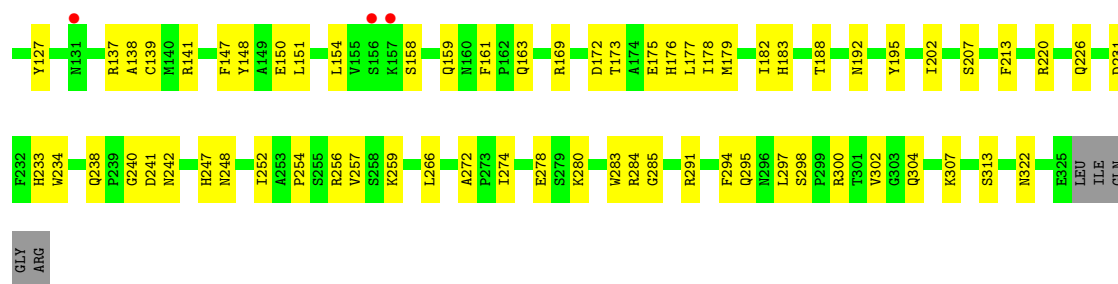 Y127 N131 R137 A138 C139 M140 R141 F147 Y148 A149 E150 L151 L154 V155 S156 K157 S158 Q159 N160 F161 P162 Q163 R169 D172 T173 A174 E175 H176 L177 I178 M179 I182 H183 T188 N192 Y195 I202 S207 F213 R220 Q226 D231
F232 H233 W234 Q238 P239 G240 D241 N242 H247 N248 I252 A253 P254 S255 R256 V257 S258 K259 L266 A272 P273 I274 E278 S279 K280 W283 R284 G285 R291 F294 Q295 N296 L297 S298 P299 R300 T301 V302 G303 Q304 K307 S313 N322 E325 LEU ILE GLN
GLY ARG